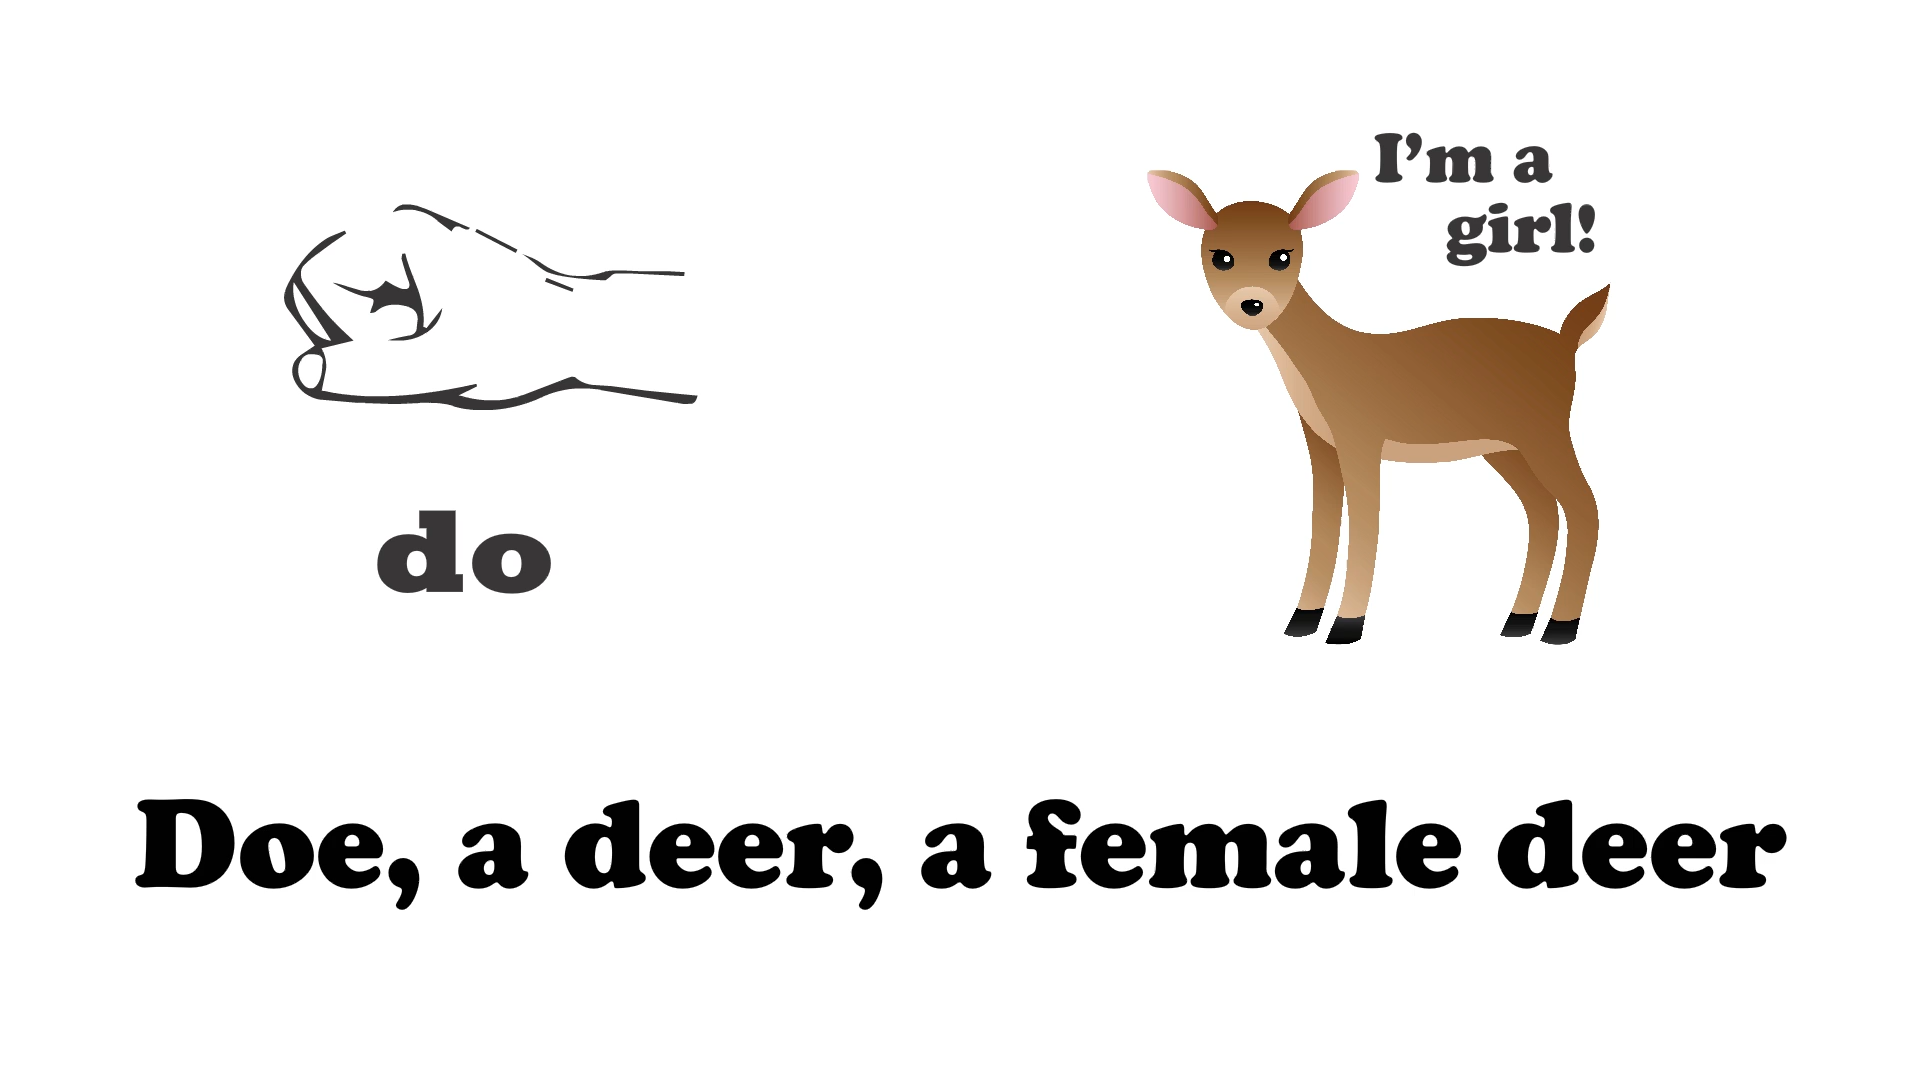 I’m a
girl!
do
Doe, a deer, a female deer